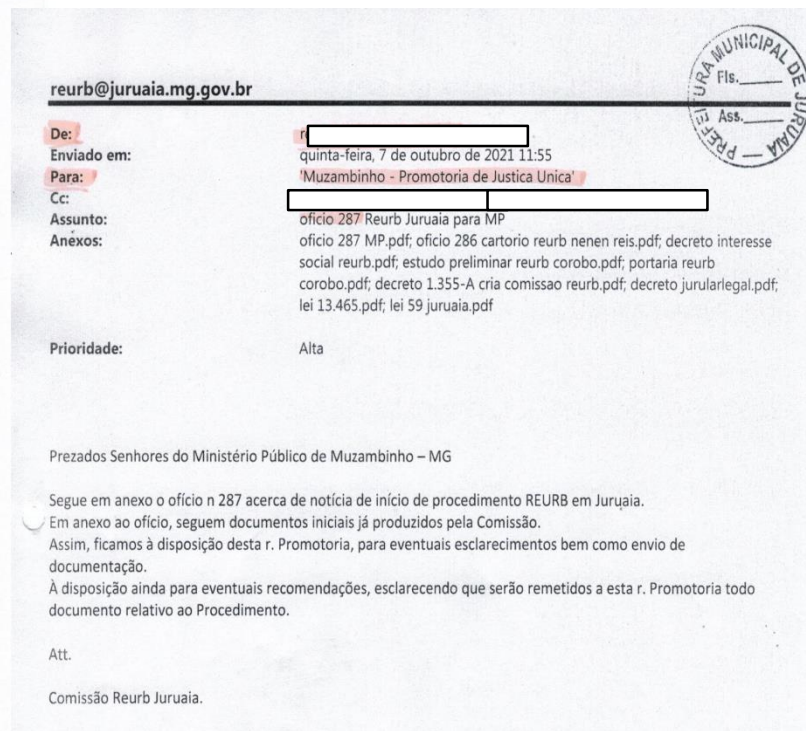 PREFEITURA MUNICIPAL DE JURUAIA
Fls.
Ass.
reurb@juruaia.mg.gov.br
De:
Enviado em: quinta-feira, 7 de outubro de 2021 11:55
Para: 'Muzambinho - Promotoria de Justica Unica'
Cc:
Assunto: oficio 287 Reurb Juruaia para MP
Anexos: oficio 287 MP.pdf; oficio 286 cartorio reurb nenen reis.pdf; decreto interesse
social reurb.pdf; estudo preliminar reurb corobo.pdf; portaria reurb
corobo.pdf; decreto 1.355-A cria comissao reurb.pdf; decreto jurularlegal.pdf;
lei 13.465.pdf; lei 59 juruaia.pdf
Prioridade: Alta
Prezados Senhores do Ministério Público de Muzambinho – MG
Segue em anexo o ofício n 287 acerca de notícia de início de procedimento REURB em Juruaia.
Em anexo ao ofício, seguem documentos iniciais já produzidos pela Comissão.
Assim, ficamos à disposição desta r. Promotoria, para eventuais esclarecimentos bem como envio de
documentação.
À disposição ainda para eventuais recomendações, esclarecendo que serão remetidos a esta r. Promotoria todo
documento relativo ao Procedimento.
Att.
Comissão Reurb Juruaia.